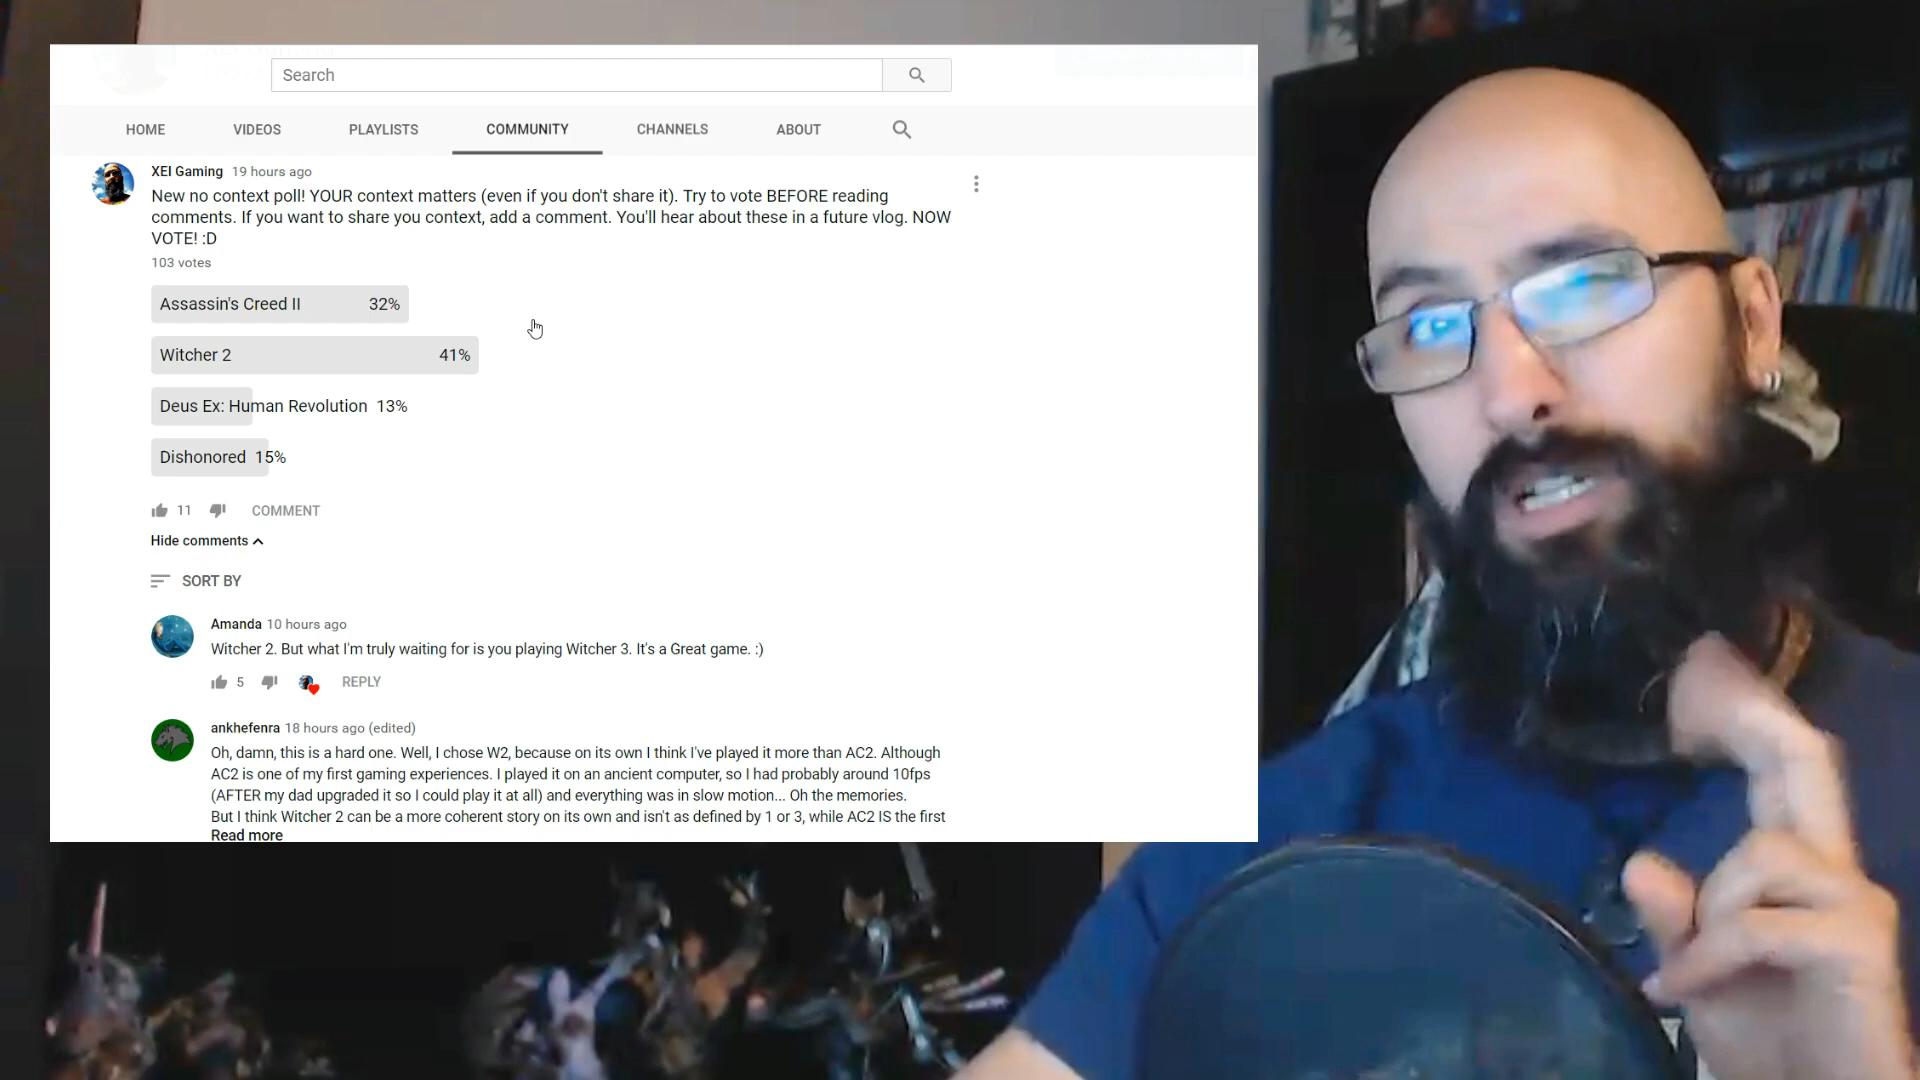 Search
HOME VIDEOS PLAYLISTS COMMUNITY CHANNELS ABOUT
XEI Gaming 19 hours ago
New no context poll! YOUR context matters (even if you don't share it). Try to vote BEFORE reading
comments. If you want to share you context, add a comment. You'll hear about these in a future vlog. NOW
VOTE! :D
103 votes
Assassin's Creed II 32%
Witcher 2 41%
Deus Ex: Human Revolution 13%
Dishonored 15%
11 COMMENT
Hide comments
SORT BY
Amanda 10 hours ago
Witcher 2. But what I'm truly waiting for is you playing Witcher 3. It's a Great game. :)
5 REPLY
ankhefenra 18 hours ago (edited)
Oh, damn, this is a hard one. Well, I chose W2, because on its own I think I've played it more than AC2. Although
AC2 is one of my first gaming experiences. I played it on an ancient computer, so I had probably around 10fps
(AFTER my dad upgraded it so I could play it at all) and everything was in slow motion... Oh the memories.
But I think Witcher 2 can be a more coherent story on its own and isn't as defined by 1 or 3, while AC2 IS the first
Read more